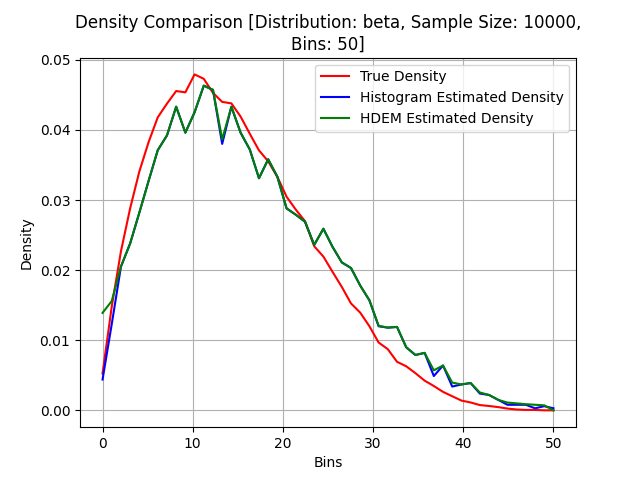 Density Comparison [Distribution: beta, Sample Size: 10000,
Bins: 50]
True Density
Histogram Estimated Density
HDEM Estimated Density
Density
0.05
0.04
0.03
0.02
0.01
0.00
0 10 20 30 40 50
Bins